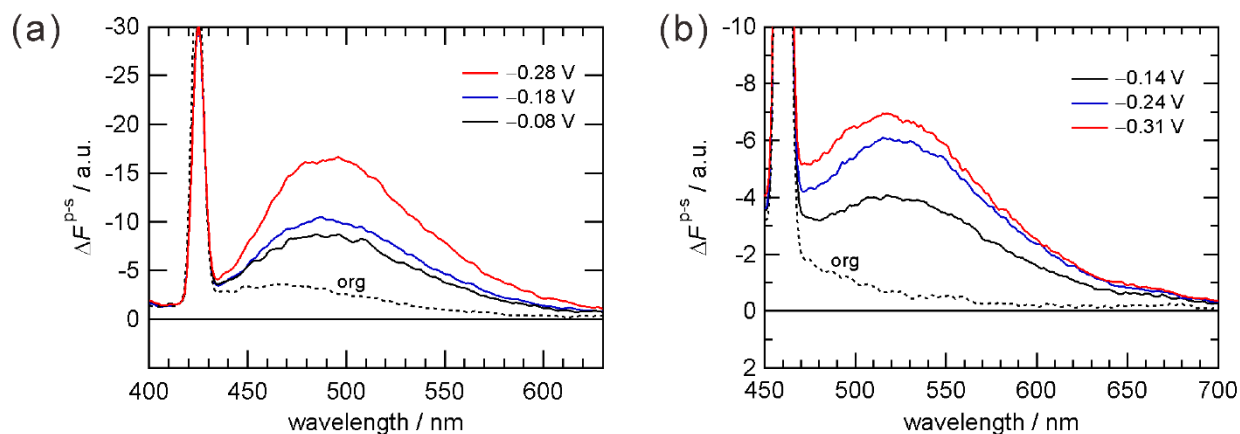 (a)
-30
-25
-20
-15
-10
-5
0
ΔF^p-s / a.u.
−0.28 V
−0.18 V
−0.08 V
org
400
450
500
550
600
wavelength / nm
(b)
-10
-8
-6
-4
-2
0
2
ΔF^p-s / a.u.
−0.14 V
−0.24 V
−0.31 V
org
450
500
550
600
650
700
wavelength / nm